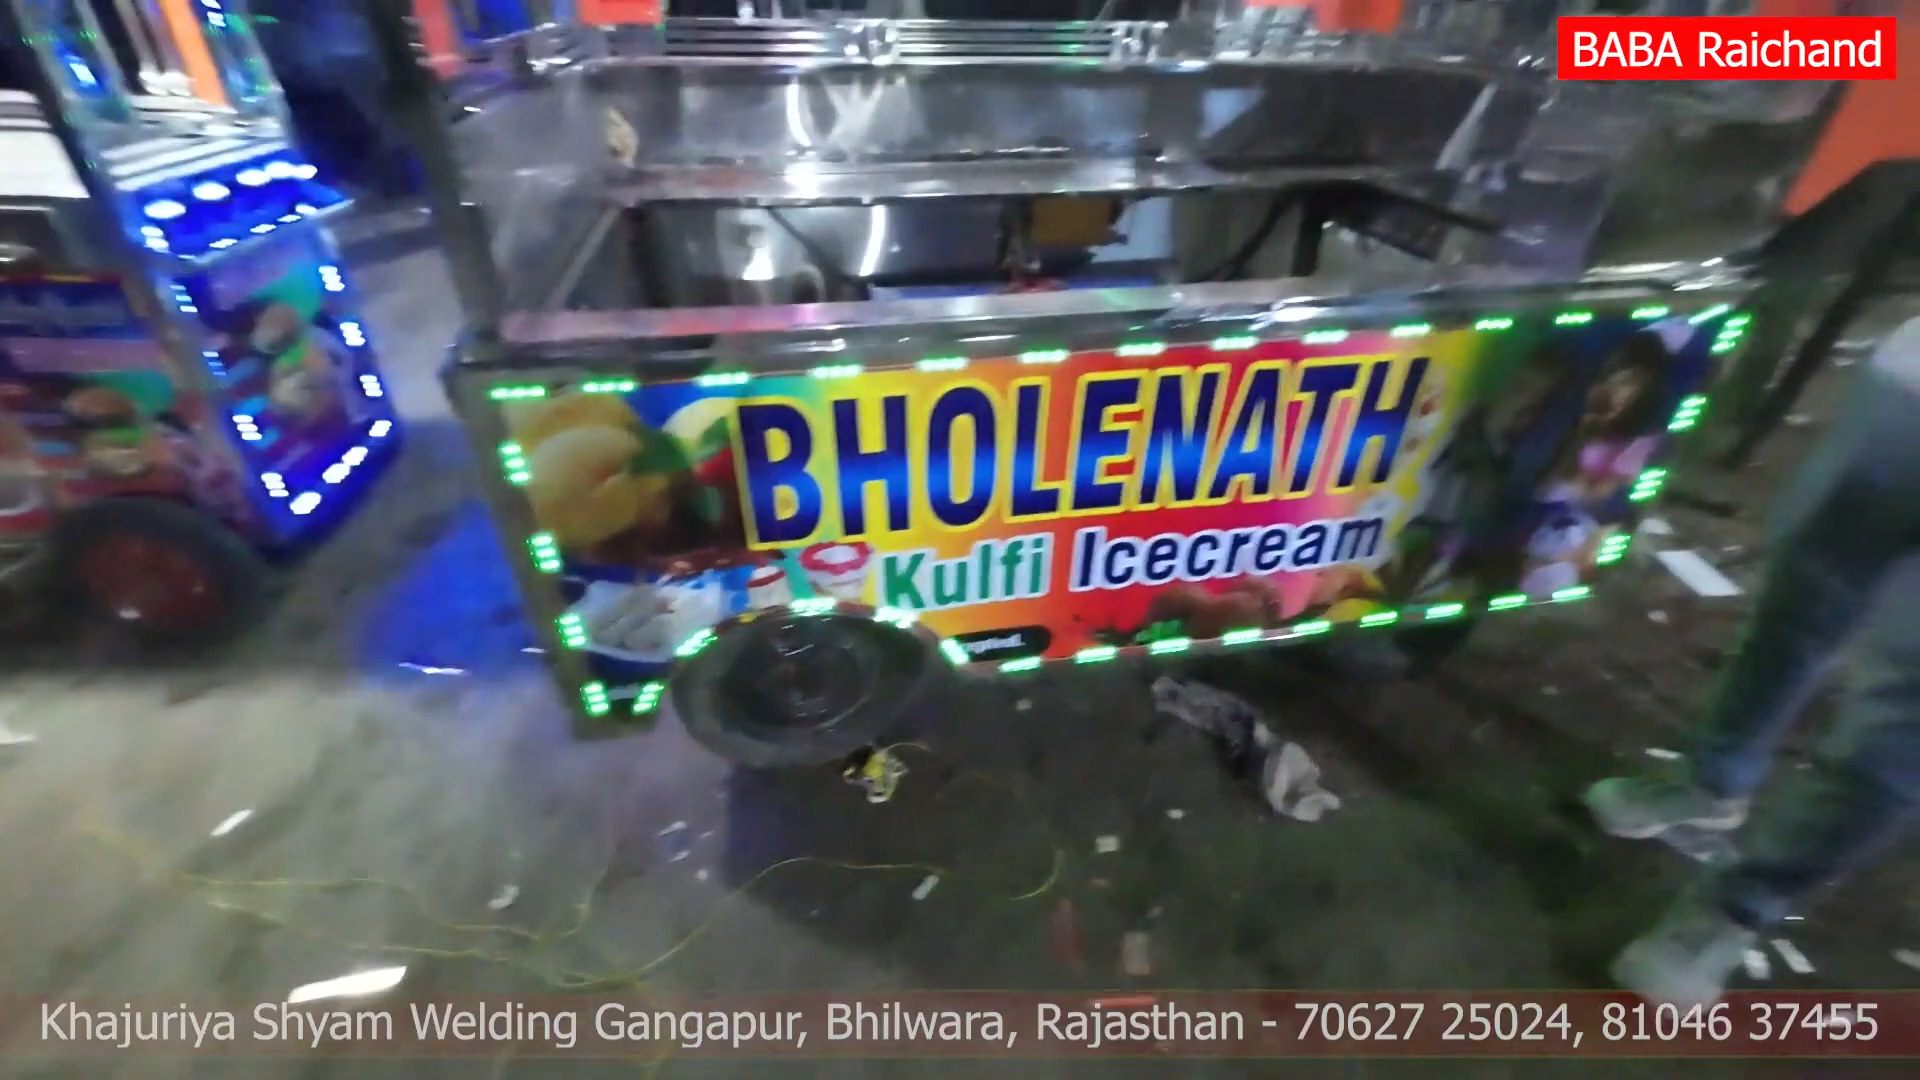 BABA Raichand
BHOLENATH
Kulfi Icecream
Khajuriya Shyam Welding Gangapur, Bhilwara, Rajasthan - 70627 25024, 81046 37455